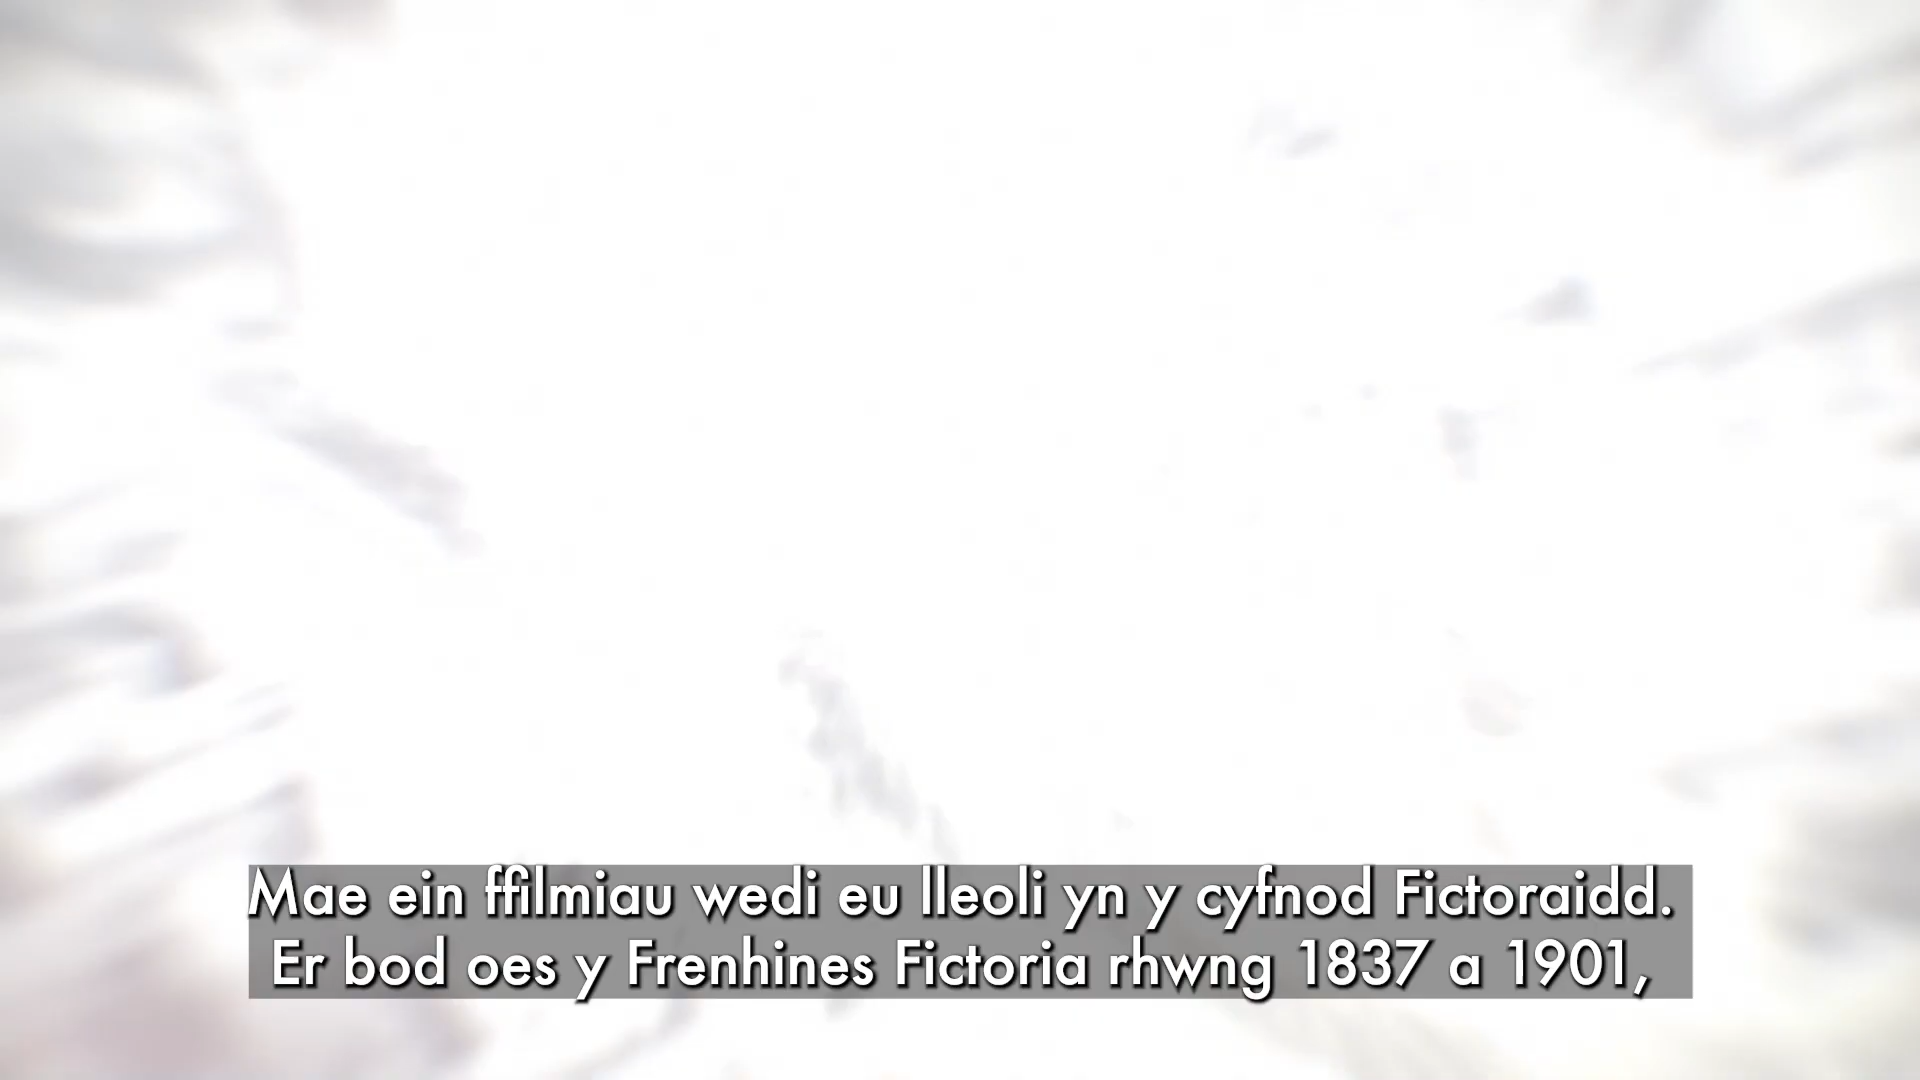 Mae ein ffilmiau wedi eu lleoli yn y cyfnod Fictoraidd.
Er bod oes y Frenhines Fictoria rhwng 1837 a 1901,